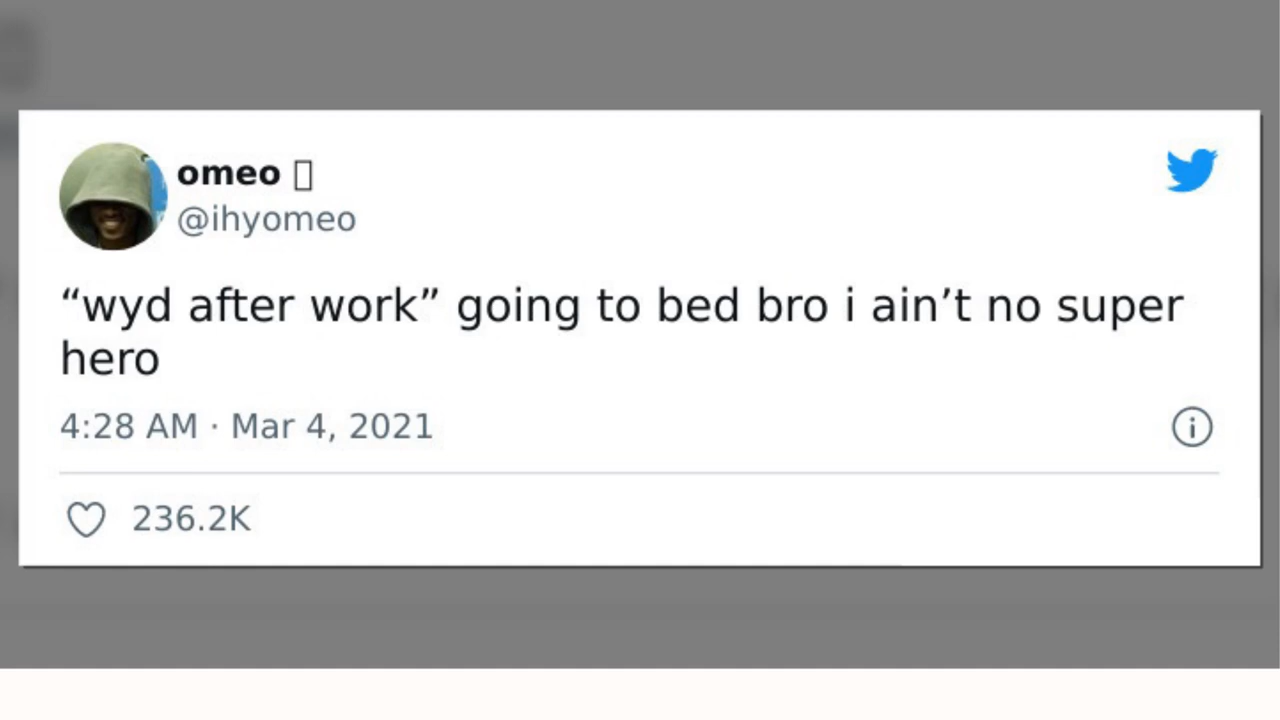 omeo
@ihyomeo
“wyd after work” going to bed bro i ain’t no super
hero
4:28 AM · Mar 4, 2021
236.2K